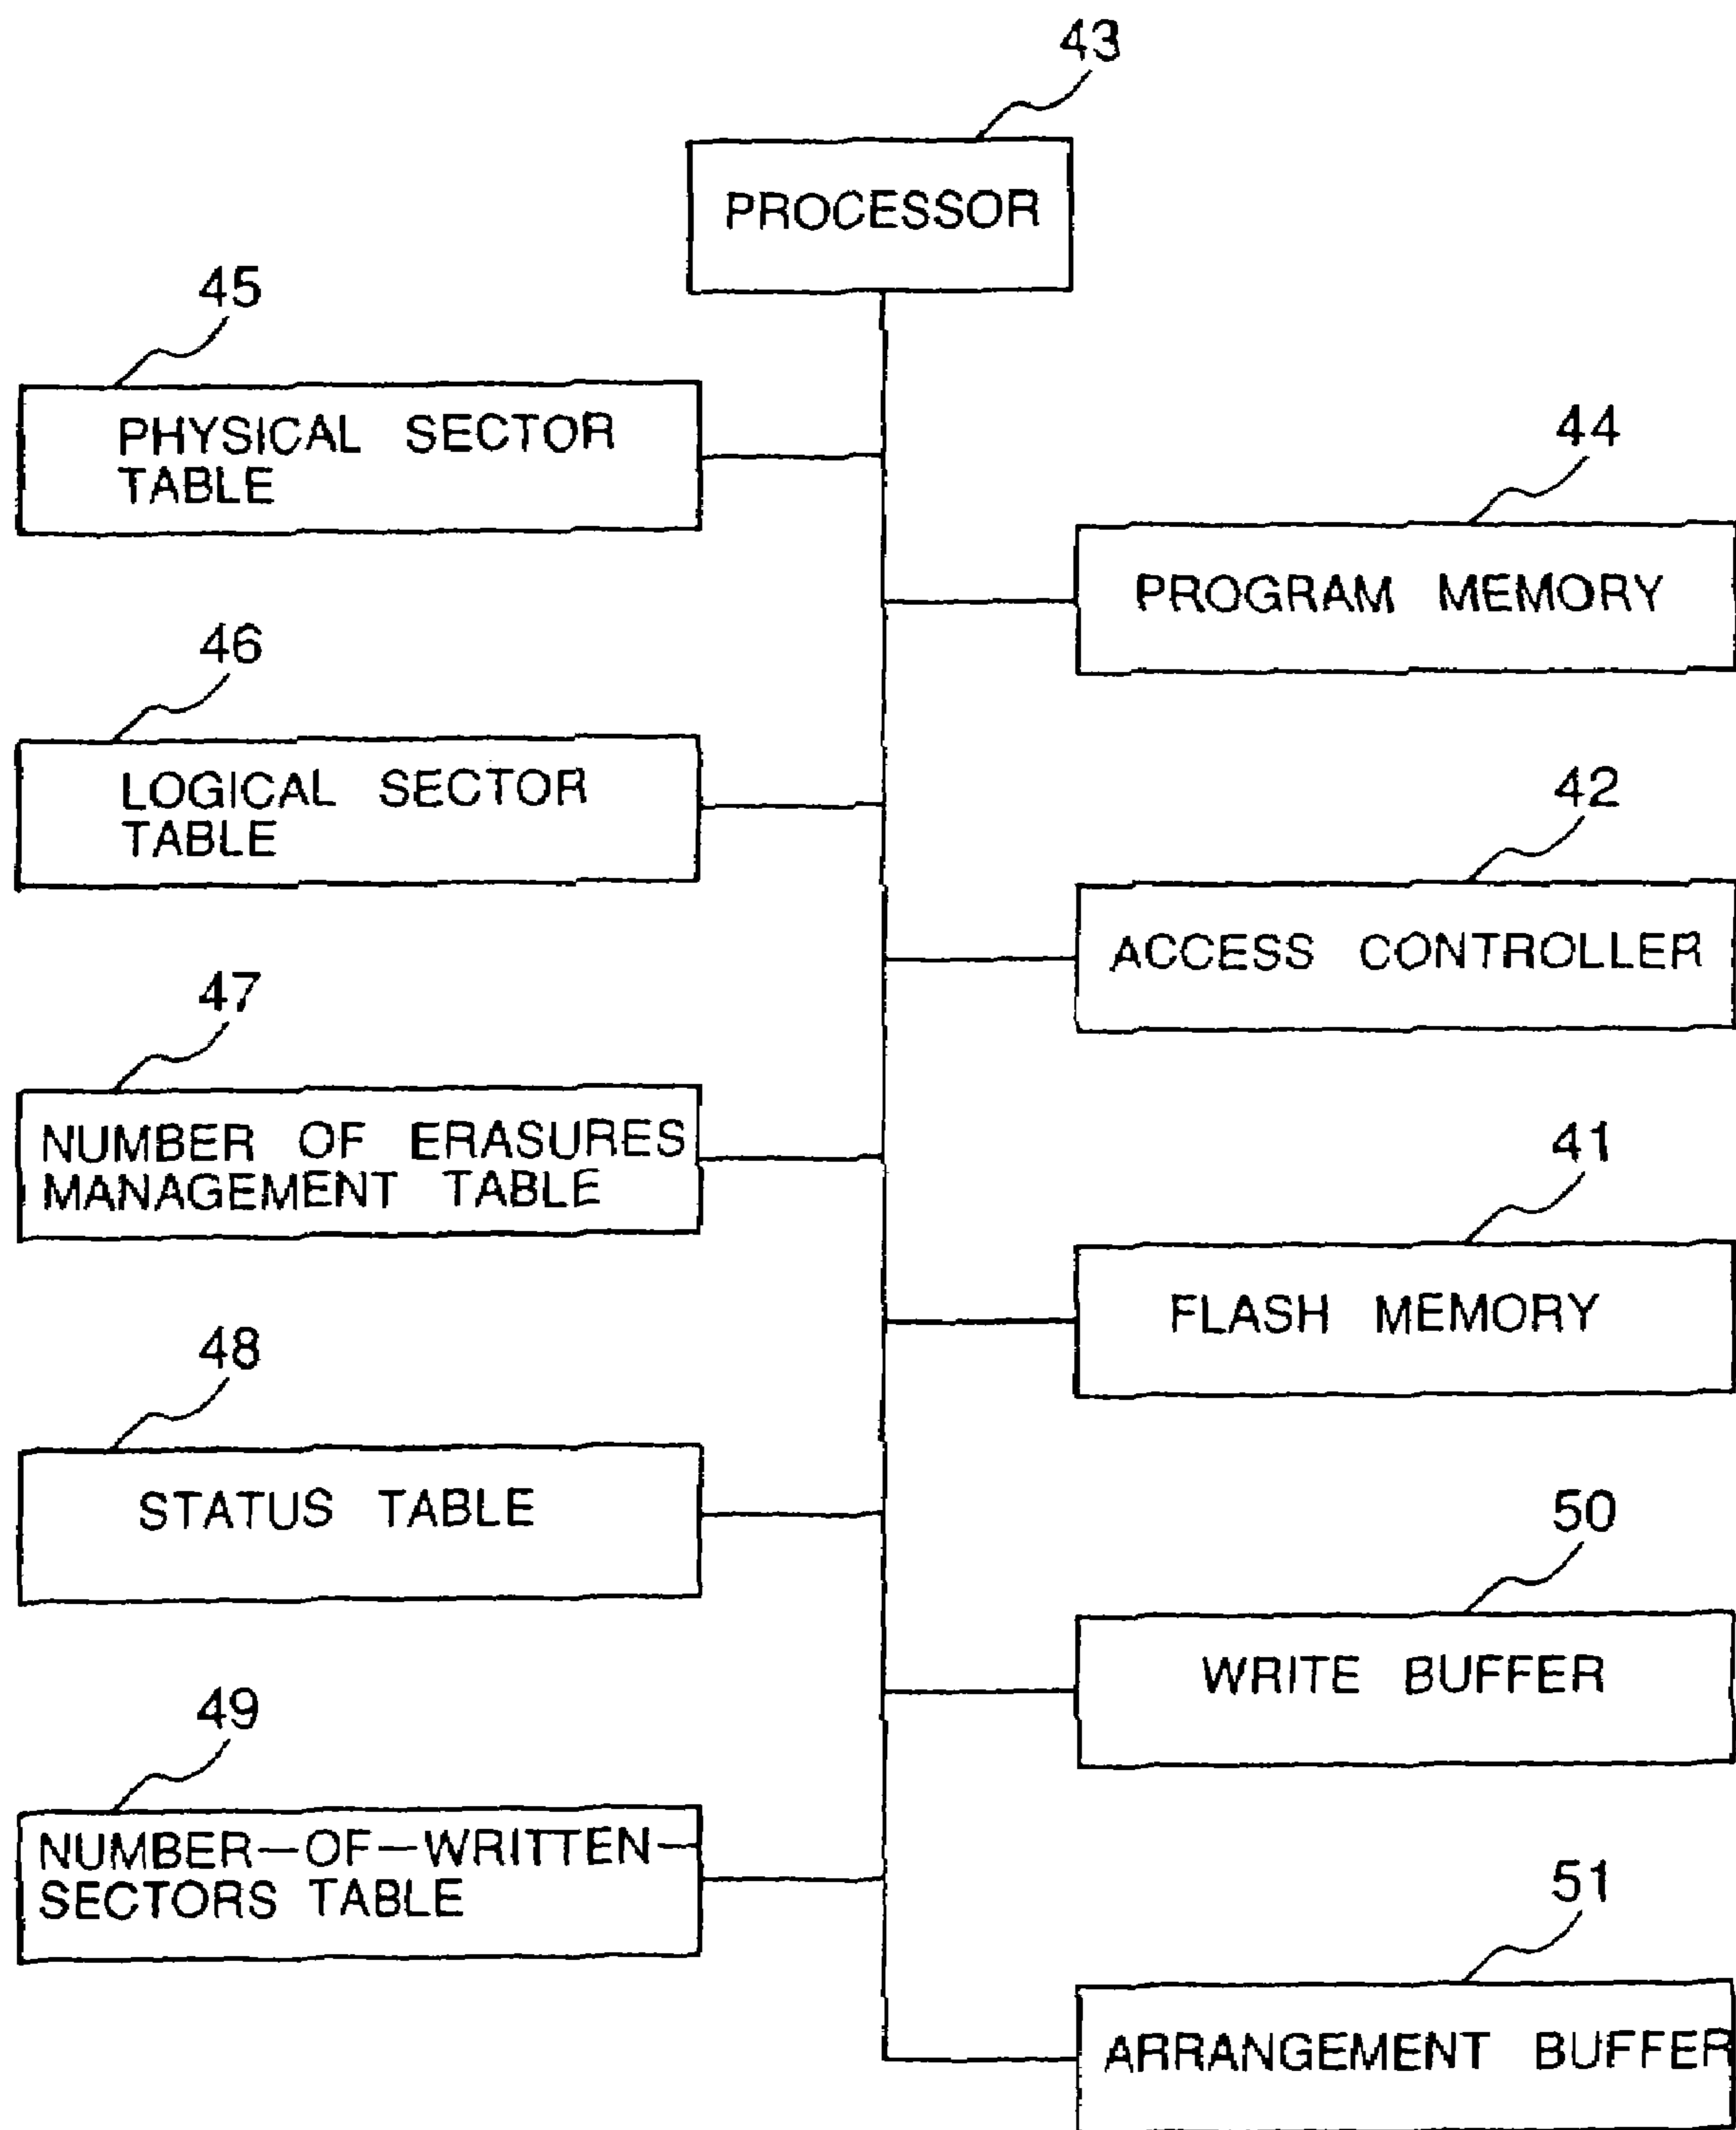 43
PROCESSOR
45
PHYSICAL SECTOR
TABLE
44
PROGRAM MEMORY
46
LOGICAL SECTOR
TABLE
42
ACCESS CONTROLLER
47
NUMBER OF ERASURES
MANAGEMENT TABLE
41
FLASH MEMORY
48
STATUS TABLE
50
WRITE BUFFER
49
NUMBER-OF-WRITTEN-
SECTORS TABLE
51
ARRANGEMENT BUFFER